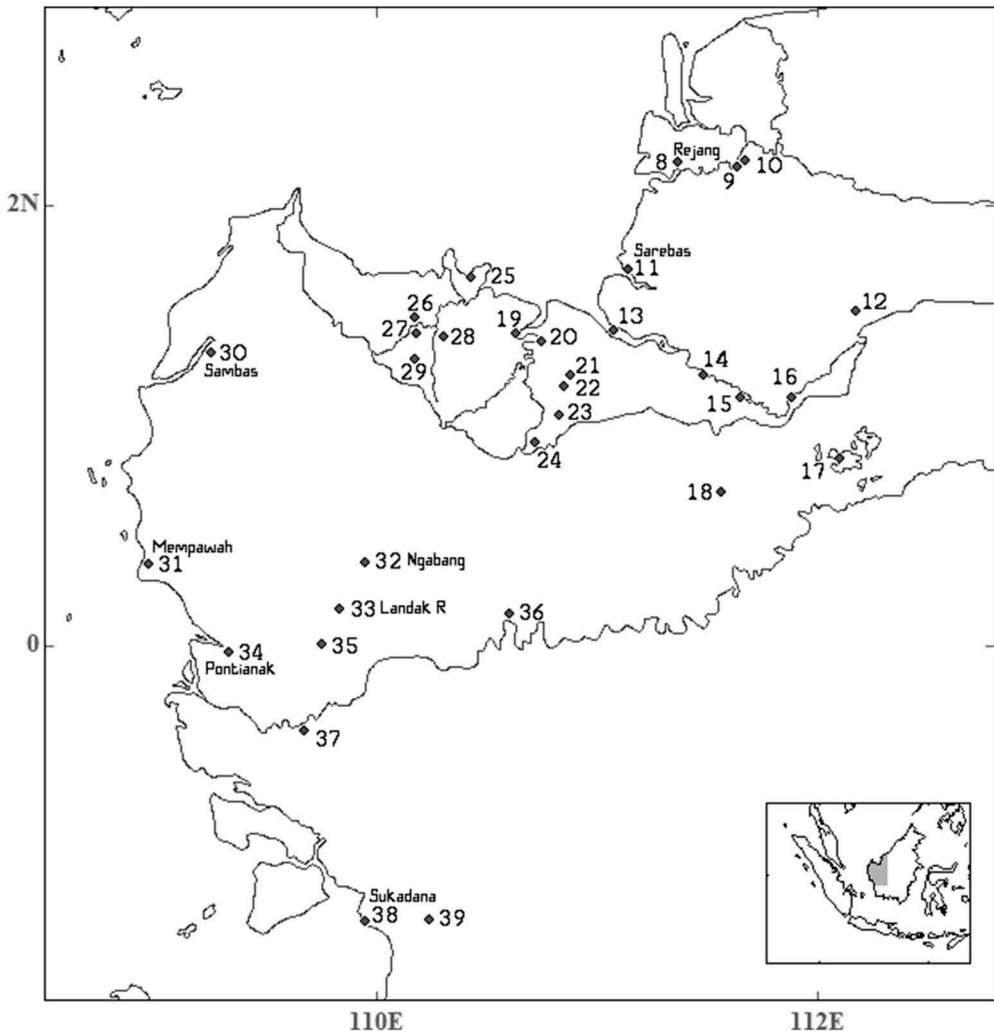 Rejang
8
10
9
2N
Sarebas
11
25
12
26
13
27
28
19
20
29
30
Sambas
21
14
22
16
15
23
24
17
18
Mempawah
31
32 Ngabang
33 Landak R
36
34
35
Pontianak
0
37
Sukadana
38
39
110E
112E